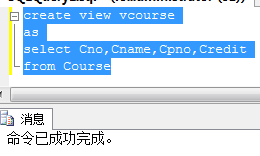 create view vcourse
as
select Cno,Cname,Cpno,Credit
from Course
消息
命令已成功完成。